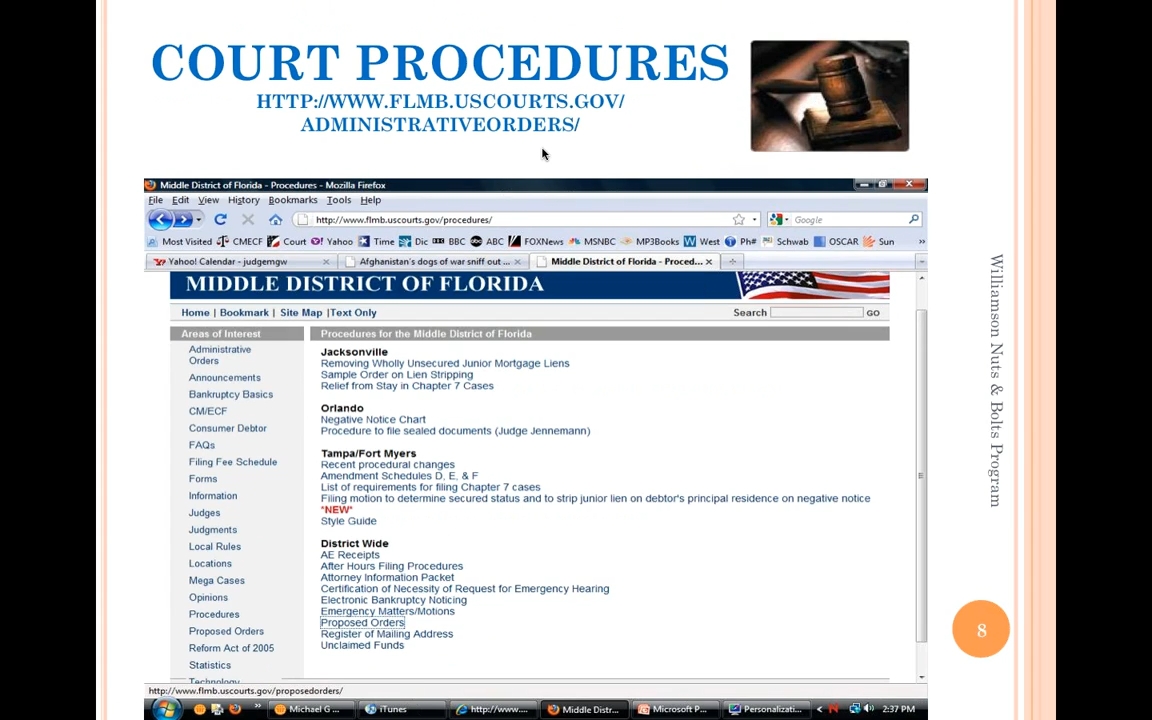 COURT PROCEDURES
HTTP://WWW.FLMB.USCOURTS.GOV/
ADMINISTRATIVEORDERS/
Middle District of Florida - Procedures - Mozilla Firefox
File Edit View History Bookmarks Tools Help
http://www.flmb.uscourts.gov/procedures/
Google
Most Visited CMECF Court Yahoo Time Dic BBC ABC FOXNews MSNBC MP3Books West Ph# Schwab OSCAR Sun »
Yahoo! Calendar - judgemgw
Afghanistan's dogs of war sniff out ...
Middle District of Florida - Proced...
MIDDLE DISTRICT OF FLORIDA
Home | Bookmark | Site Map |Text Only
Search
GO
Areas of Interest
Administrative
Orders
Announcements
Bankruptcy Basics
CM/ECF
Consumer Debtor
FAQs
Filing Fee Schedule
Forms
Information
Judges
Judgments
Local Rules
Locations
Mega Cases
Opinions
Procedures
Proposed Orders
Reform Act of 2005
Statistics
Technology
Procedures for the Middle District of Florida
Jacksonville
Removing Wholly Unsecured Junior Mortgage Liens
Sample Order on Lien Stripping
Relief from Stay in Chapter 7 Cases
Orlando
Negative Notice Chart
Procedure to file sealed documents (Judge Jennemann)
Tampa/Fort Myers
Recent procedural changes
Amendment Schedules D, E, & F
List of requirements for filing Chapter 7 cases
Filing motion to determine secured status and to strip junior lien on debtor's principal residence on negative notice
*NEW*
Style Guide
District Wide
AE Receipts
After Hours Filing Procedures
Attorney Information Packet
Certification of Necessity of Request for Emergency Hearing
Electronic Bankruptcy Noticing
Emergency Matters/Motions
Proposed Orders
Register of Mailing Address
Unclaimed Funds
http://www.flmb.uscourts.gov/proposedorders/
» Michael G ... iTunes http://www.... Middle Distr... Microsoft P... Personalizati... < 2:37 PM
Williamson Nuts & Bolts Program
8